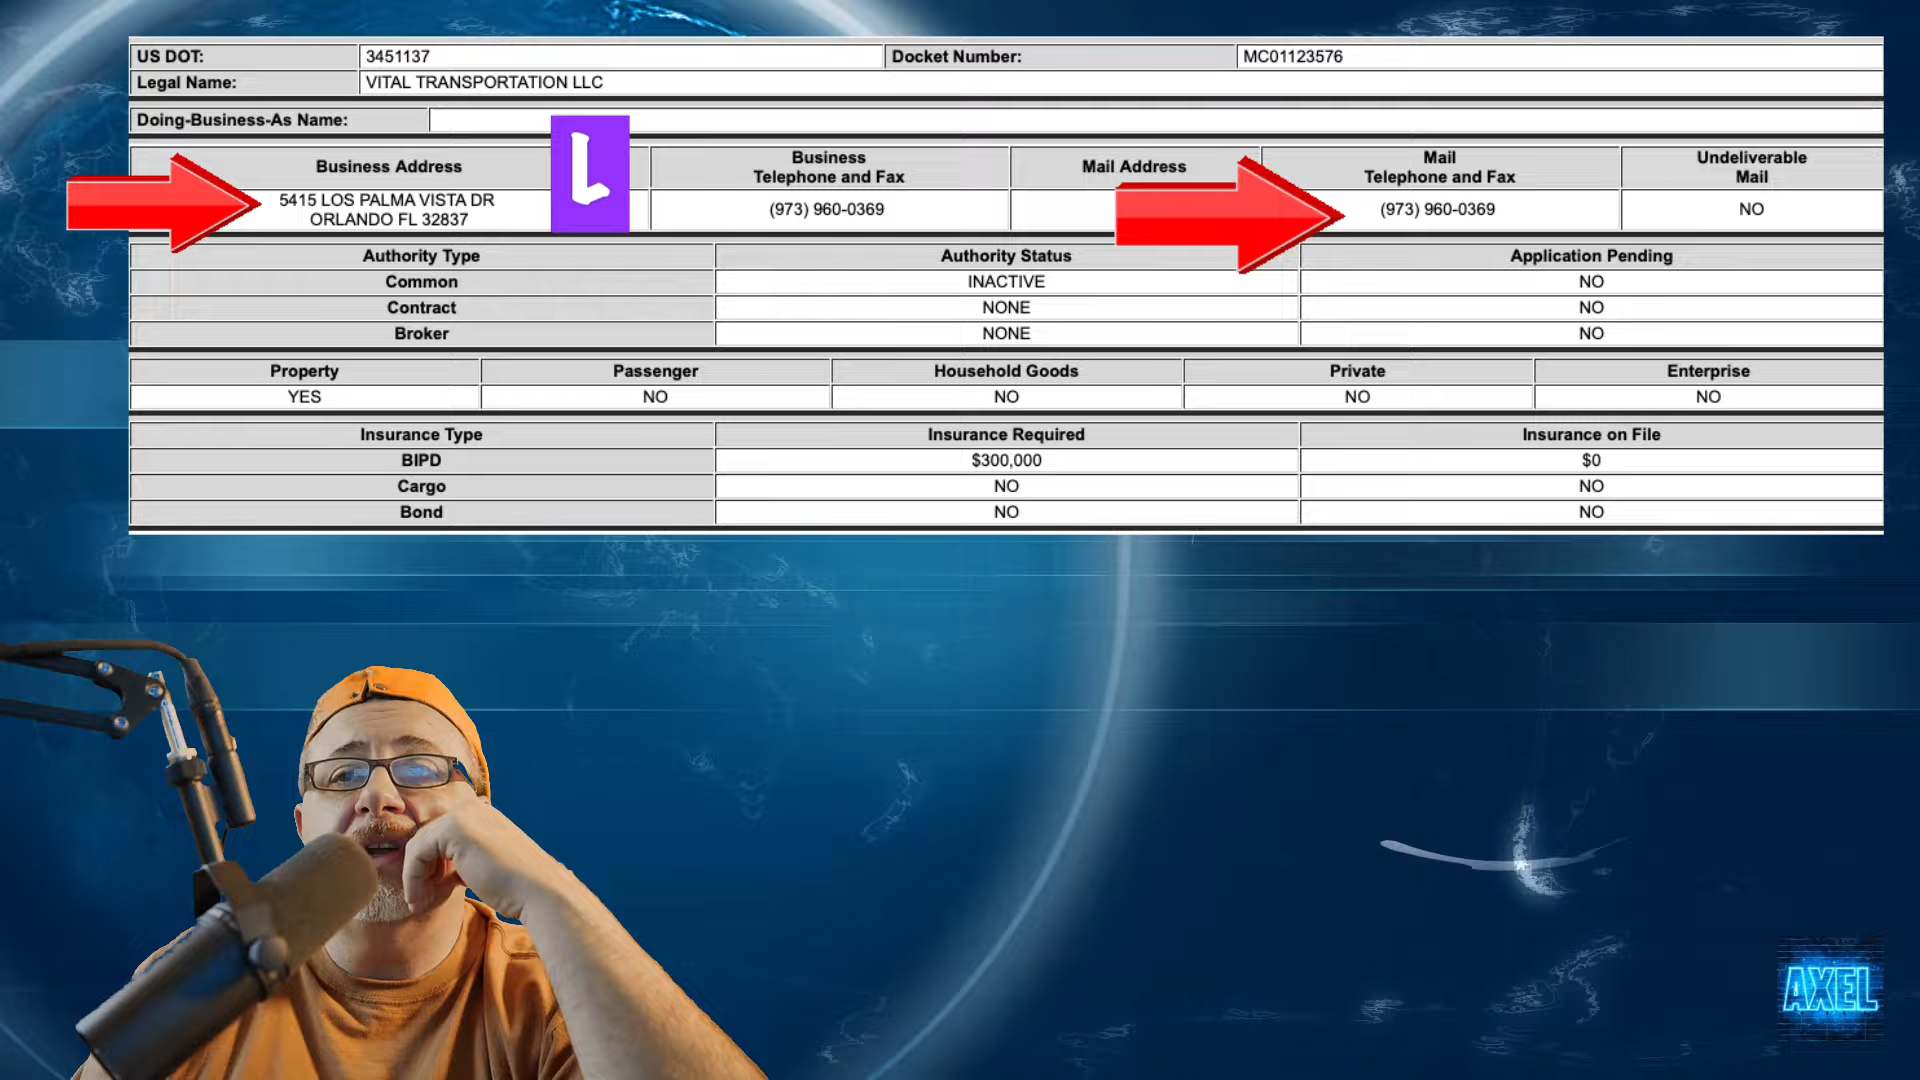 US DOT: 3451137 Docket Number: MC01123576
Legal Name: VITAL TRANSPORTATION LLC
Doing-Business-As Name:
Business Address Business Telephone and Fax Mail Address Mail Telephone and Fax Undeliverable Mail
5415 LOS PALMA VISTA DR
ORLANDO FL 32837
(973) 960-0369 (973) 960-0369 NO
L
Authority Type Authority Status Application Pending
Common INACTIVE NO
Contract NONE NO
Broker NONE NO
Property Passenger Household Goods Private Enterprise
YES NO NO NO NO
Insurance Type Insurance Required Insurance on File
BIPD $300,000 $0
Cargo NO NO
Bond NO NO
AXEL